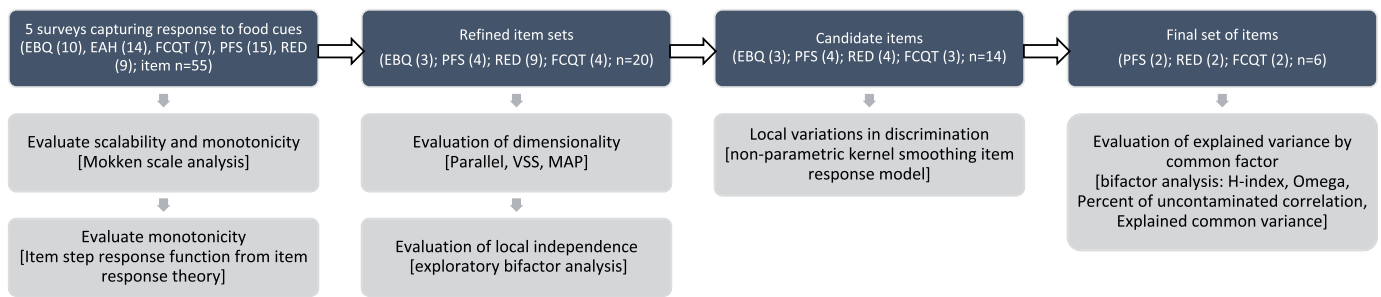 5 surveys capturing response to food cues
(EBQ (10), EAH (14), FCQT (7), PFS (15), RED
(9); item n=55)
Evaluate scalability and monotonicity
[Mokken scale analysis]
Evaluate monotonicity
[Item step response function from item
response theory]
Refined item sets
(EBQ (3); PFS (4); RED (9); FCQT (4); n=20)
Evaluation of dimensionality
[Parallel, VSS, MAP]
Evaluation of local independence
[exploratory bifactor analysis]
Candidate items
(EBQ (3); PFS (4); RED (4); FCQT (3); n=14)
Local variations in discrimination
[non-parametric kernel smoothing item
response model]
Final set of items
(PFS (2); RED (2); FCQT (2); n=6)
Evaluation of explained variance by
common factor
[bifactor analysis: H-index, Omega,
Percent of uncontaminated correlation,
Explained common variance]